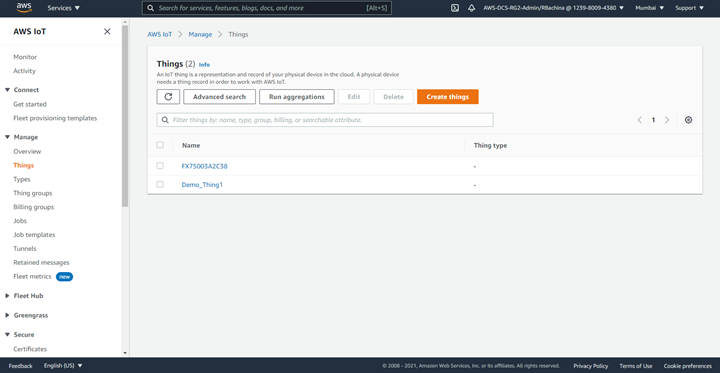 aws
Services
Search for services, features, blogs, docs, and more
[Alt+S]
AWS-DCS-RG2-Admin/RBachina @ 1239-8009-4380
Mumbai
Support
AWS IoT
Monitor
Activity
Connect
Get started
Fleet provisioning templates
Manage
Overview
Things
Types
Thing groups
Billing groups
Jobs
Job templates
Tunnels
Retained messages
Fleet metrics new
Fleet Hub
Greengrass
Secure
Certificates
AWS IoT > Manage > Things
Things (2) Info
An IoT thing is a representation and record of your physical device in the cloud. A physical device
needs a thing record in order to work with AWS IoT.
Advanced search
Run aggregations
Edit
Delete
Create things
Filter things by: name, type, group, billing, or searchable attribute.
1
Name Thing type
FX75003A2C38 -
Demo_Thing1 -
Feedback English (US) © 2008 - 2021, Amazon Web Services, Inc. or its affiliates. All rights reserved. Privacy Policy Terms of Use Cookie preferences